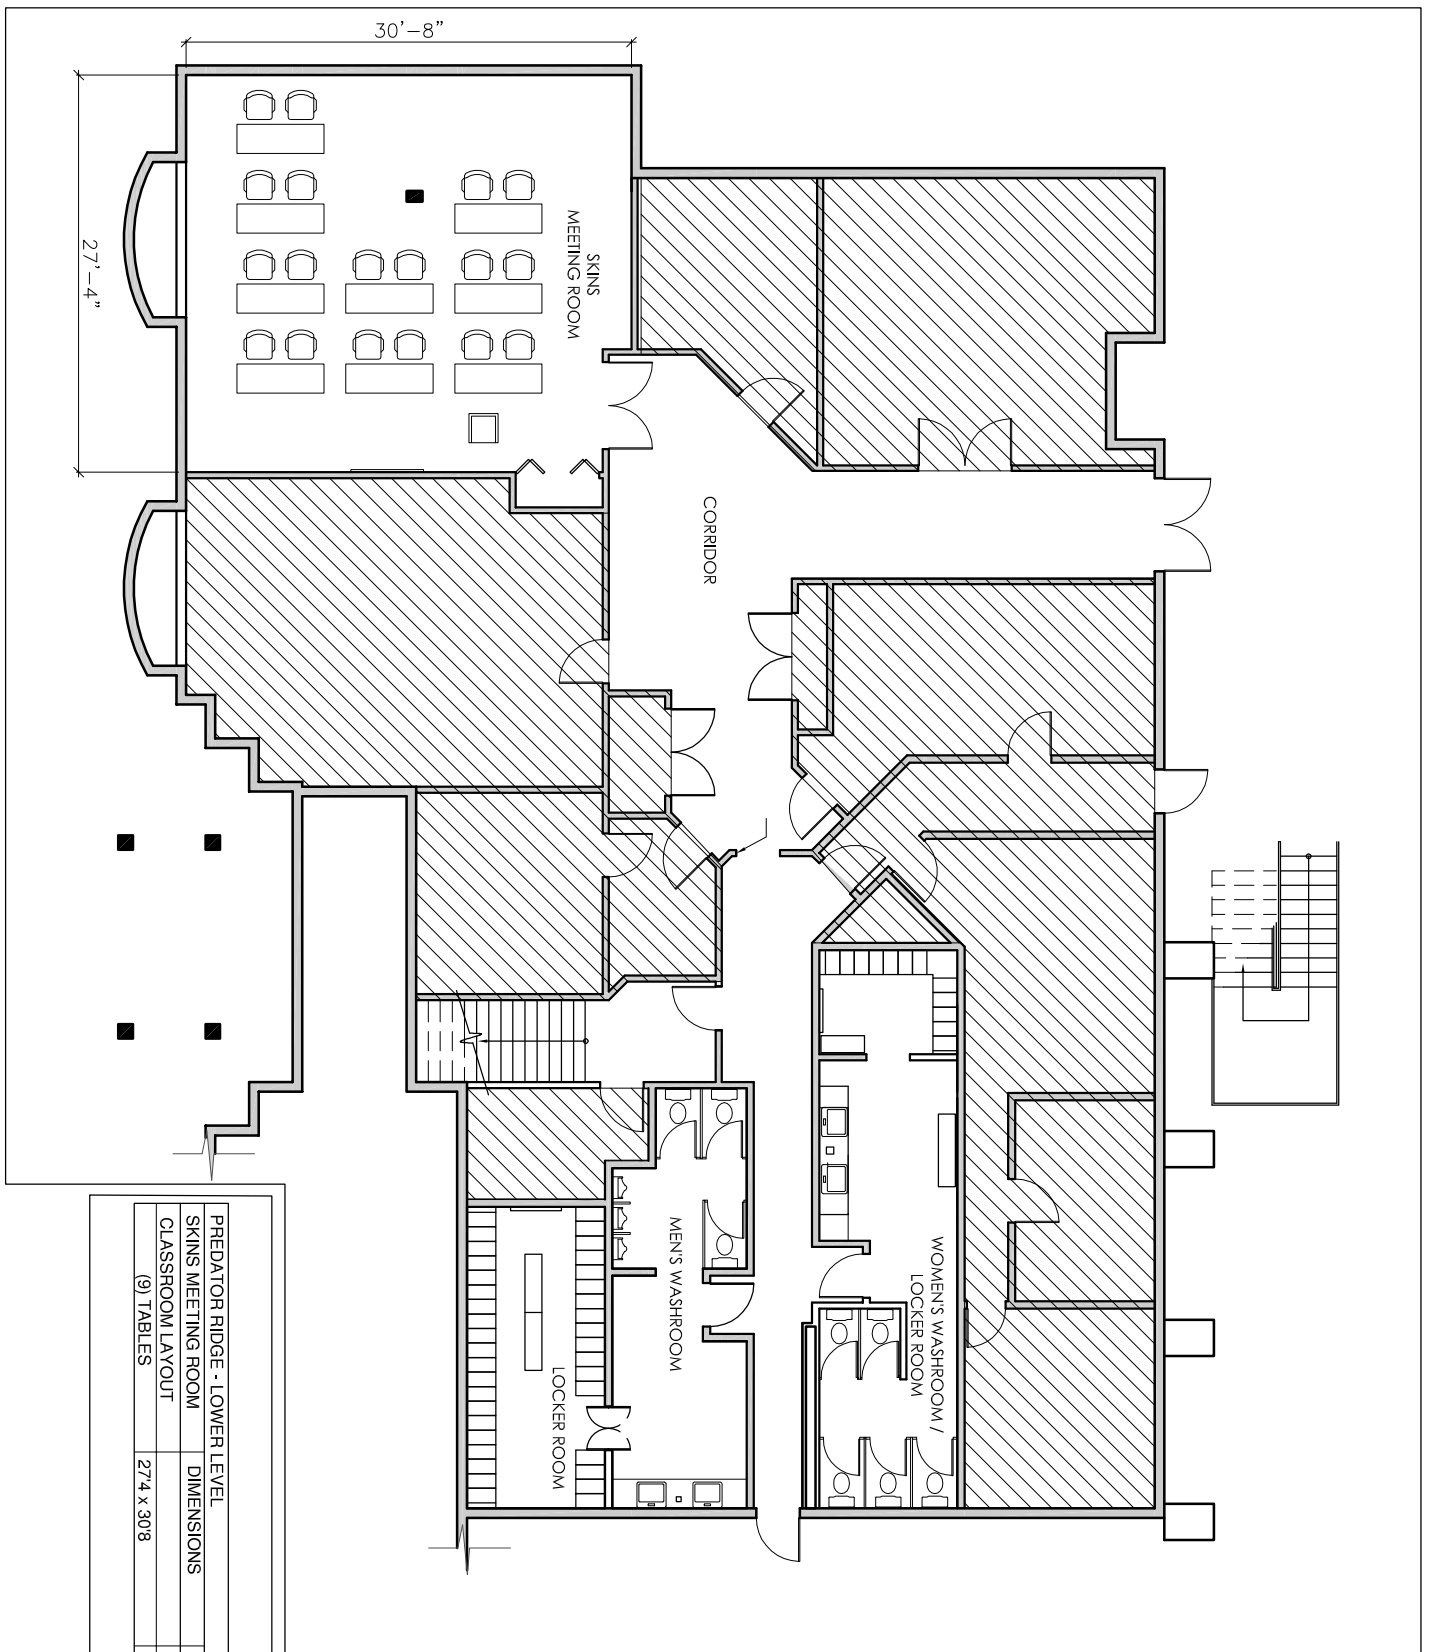 30'-8"
27'-4"
SKINS
MEETING ROOM
CORRIDOR
MEN'S WASHROOM
WOMEN'S WASHROOM /
LOCKER ROOM
LOCKER ROOM
PREDATOR RIDGE - LOWER LEVEL
SKINS MEETING ROOM DIMENSIONS
CLASSROOM LAYOUT
(9) TABLES 27'4 x 30'8